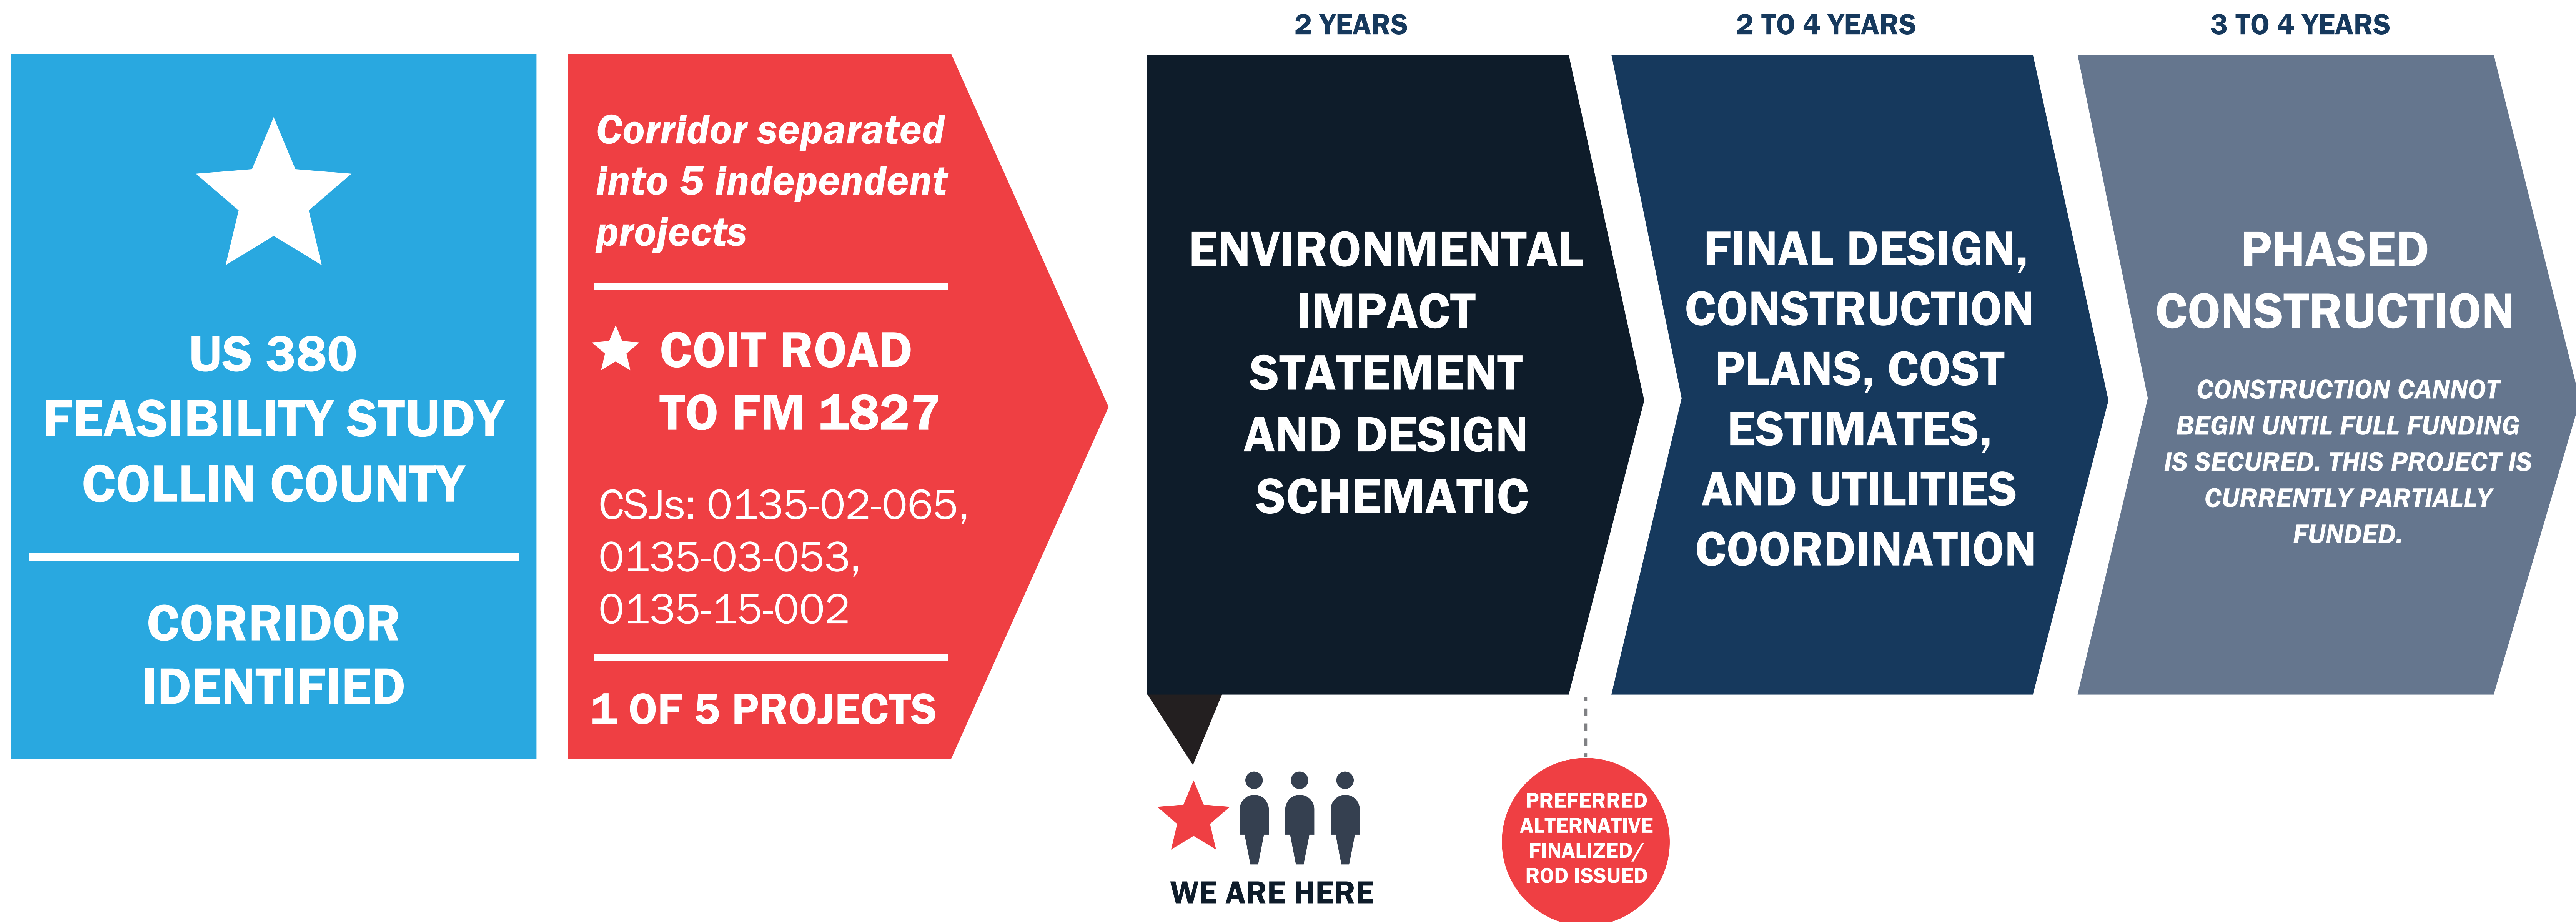 US 380
FEASIBILITY STUDY
COLLIN COUNTY
CORRIDOR
IDENTIFIED
Corridor separated
into 5 independent
projects
COIT ROAD
TO FM 1827
CSJs: 0135-02-065,
0135-03-053,
0135-15-002
1 OF 5 PROJECTS
2 YEARS
ENVIRONMENTAL
IMPACT
STATEMENT
AND DESIGN
SCHEMATIC
WE ARE HERE
PREFERRED
ALTERNATIVE
FINALIZED/
ROD ISSUED
2 TO 4 YEARS
FINAL DESIGN,
CONSTRUCTION
PLANS, COST
ESTIMATES,
AND UTILITIES
COORDINATION
3 TO 4 YEARS
PHASED
CONSTRUCTION
CONSTRUCTION CANNOT
BEGIN UNTIL FULL FUNDING
IS SECURED. THIS PROJECT IS
CURRENTLY PARTIALLY
FUNDED.